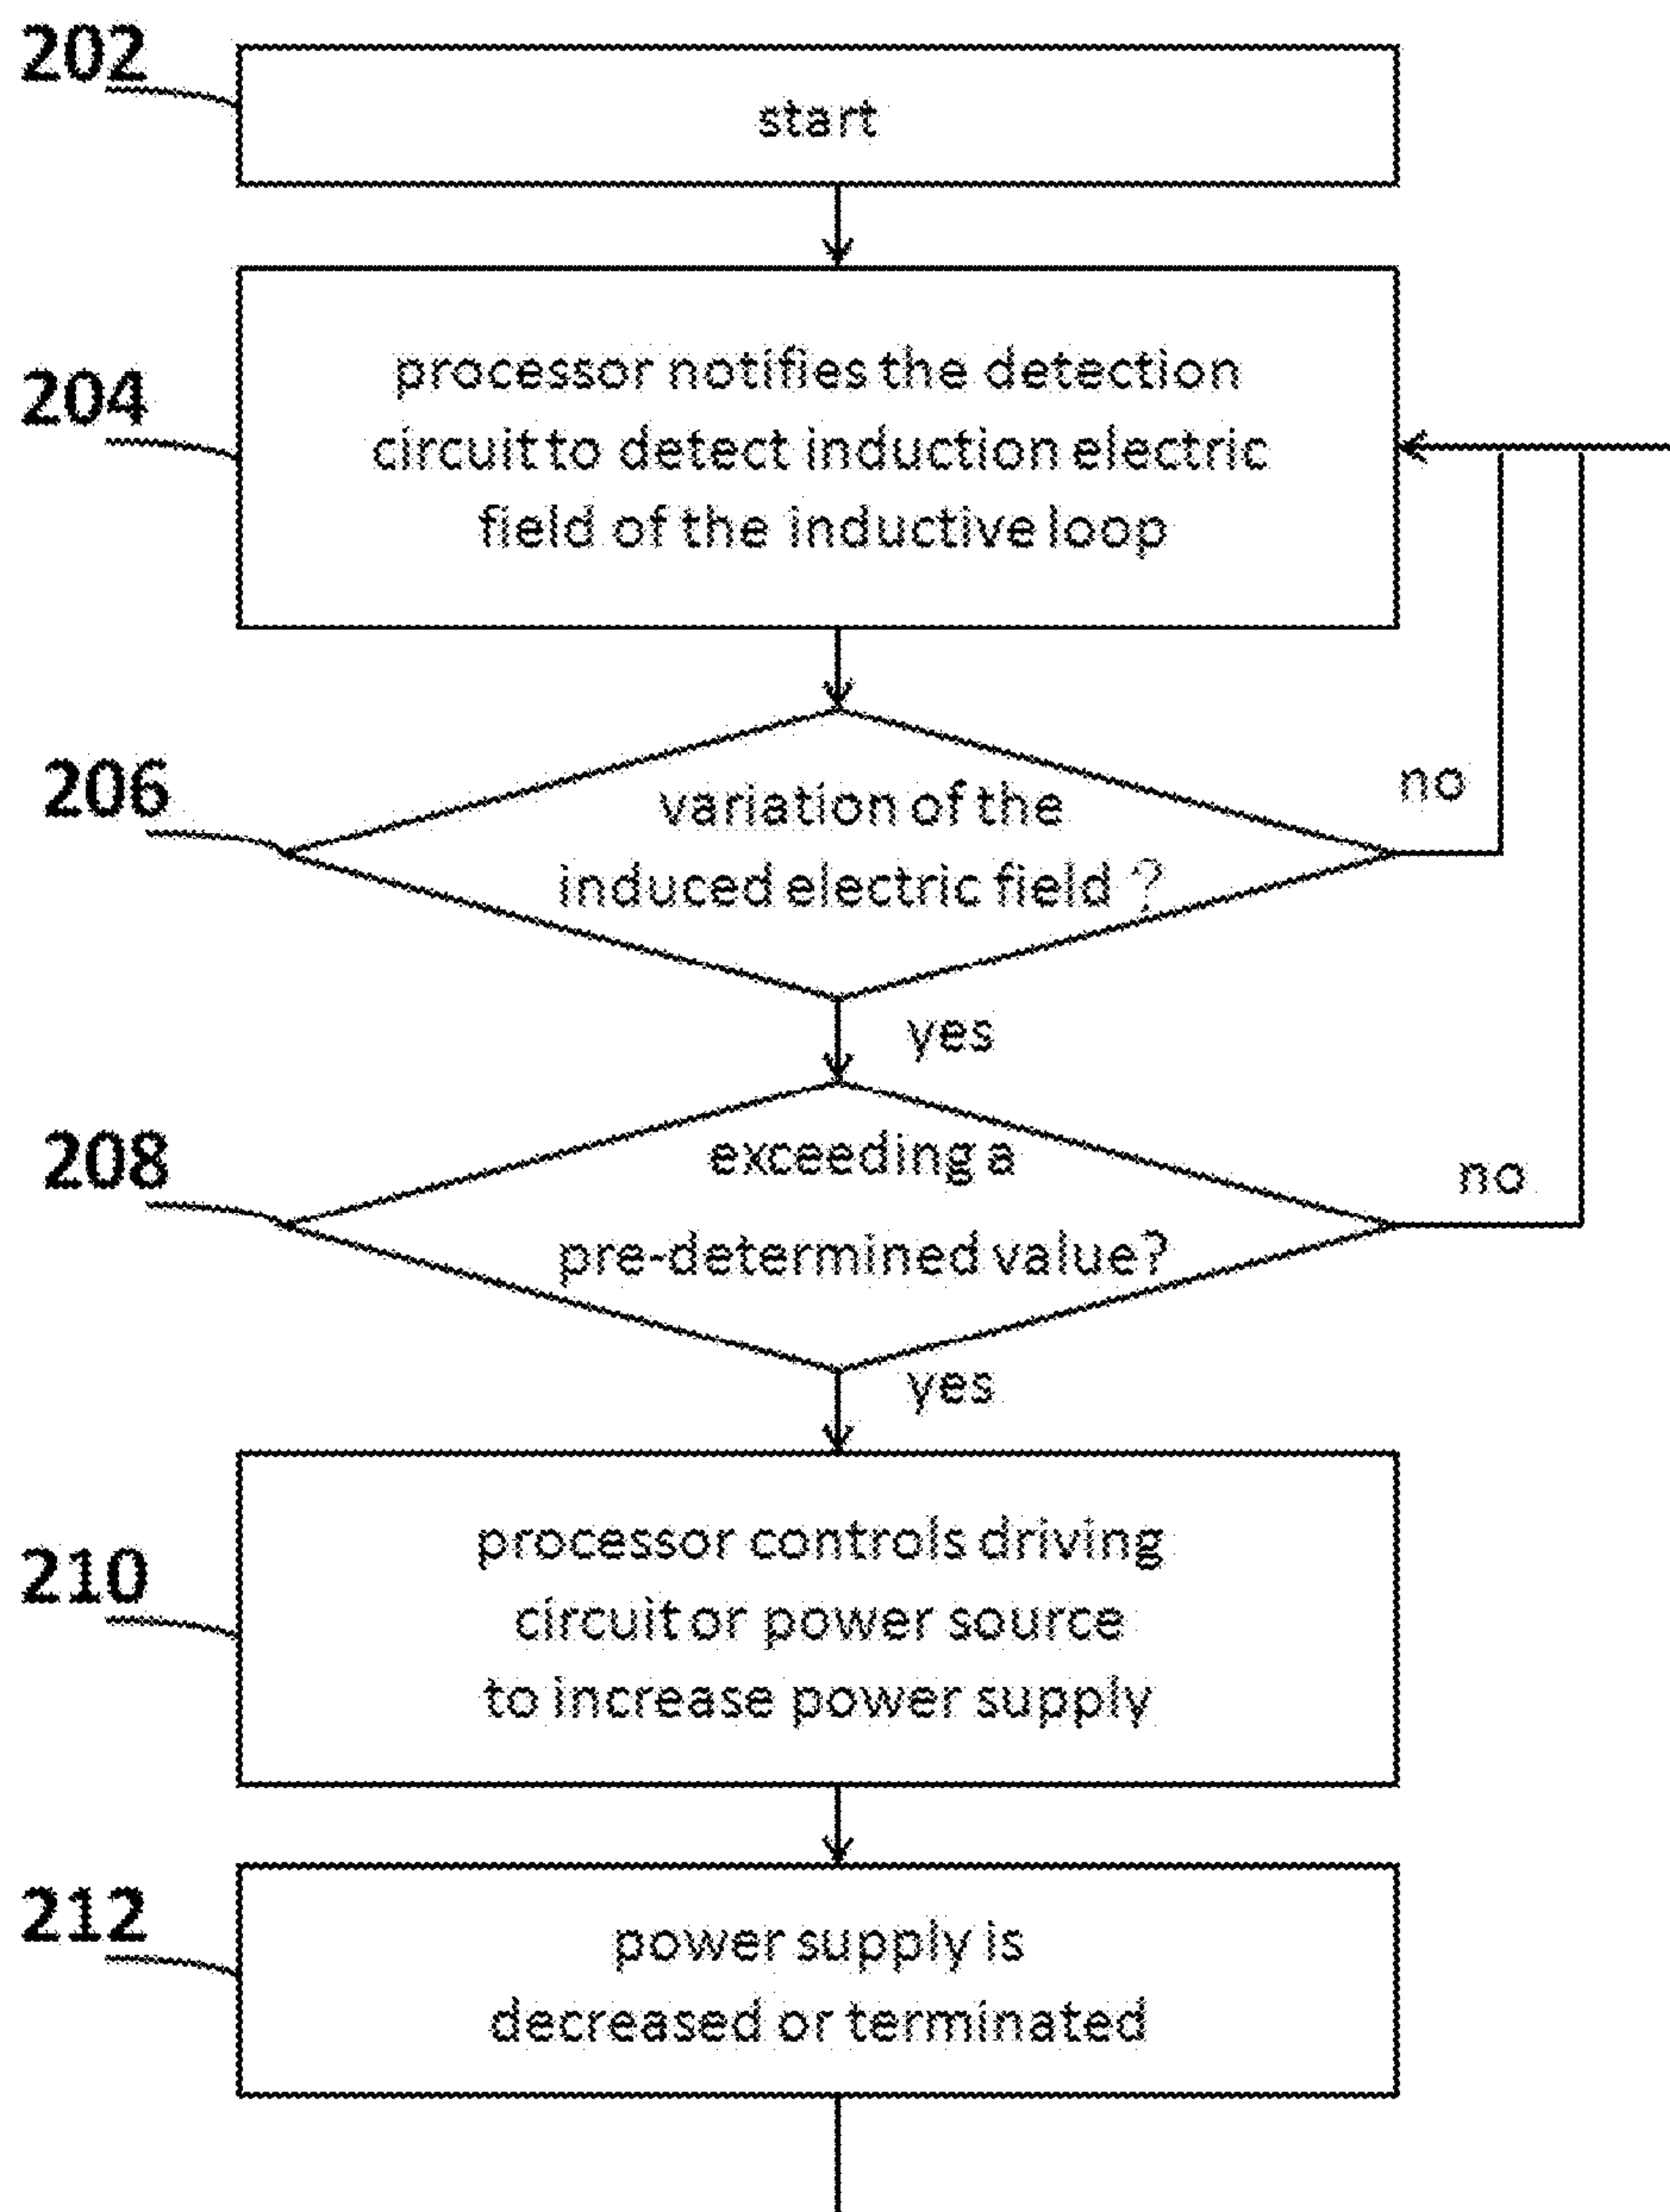 202
start
204
processor notifies the detection
circuit to detect induction electric
field of the inductive loop
206
variation of the
induced electric field ?
no
yes
208
exceeding a
pre-determined value?
no
yes
210
processor controls driving
circuit or power source
to increase power supply
212
power supply is
decreased or terminated